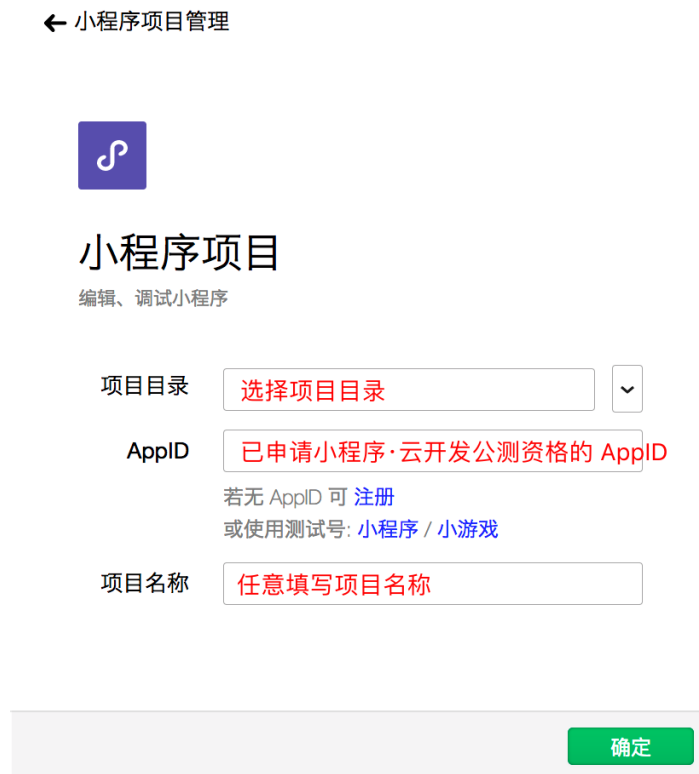 小程序项目管理
小程序项目
编辑、调试小程序
项目目录 选择项目目录
AppID 已申请小程序·云开发公测资格的 AppID
若无 AppID 可 注册
或使用测试号: 小程序 / 小游戏
项目名称 任意填写项目名称
确定